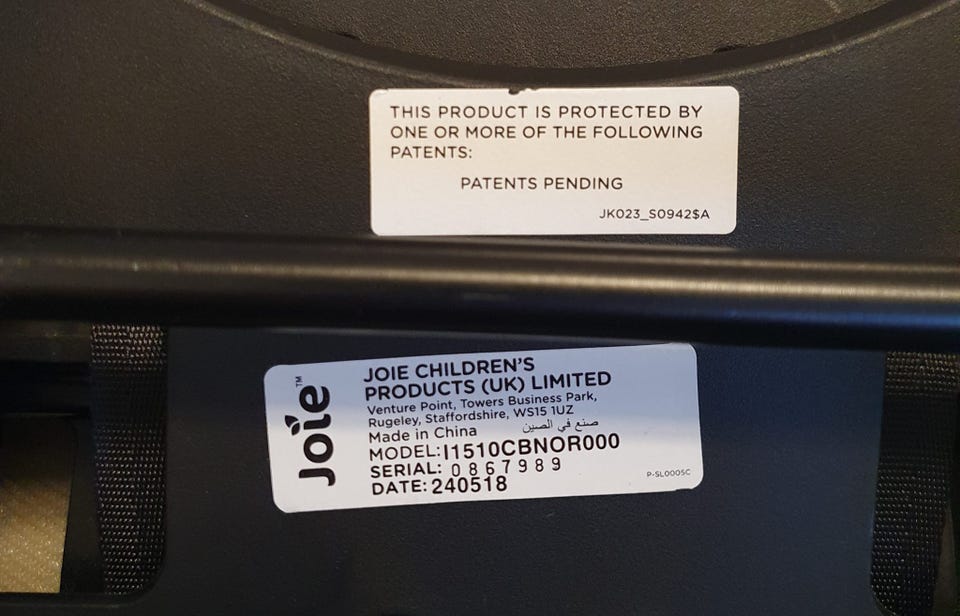 THIS PRODUCT IS PROTECTED BY
ONE OR MORE OF THE FOLLOWING
PATENTS:
PATENTS PENDING
JK023_S0942$A
Joie™
JOIE CHILDREN'S
PRODUCTS (UK) LIMITED
Venture Point, Towers Business Park,
Rugeley, Staffordshire, WS15 1UZ
Made in China صنع في الصين
MODEL:I1510CBNOR000
SERIAL: 0867989
DATE: 240518
P-SL0005C